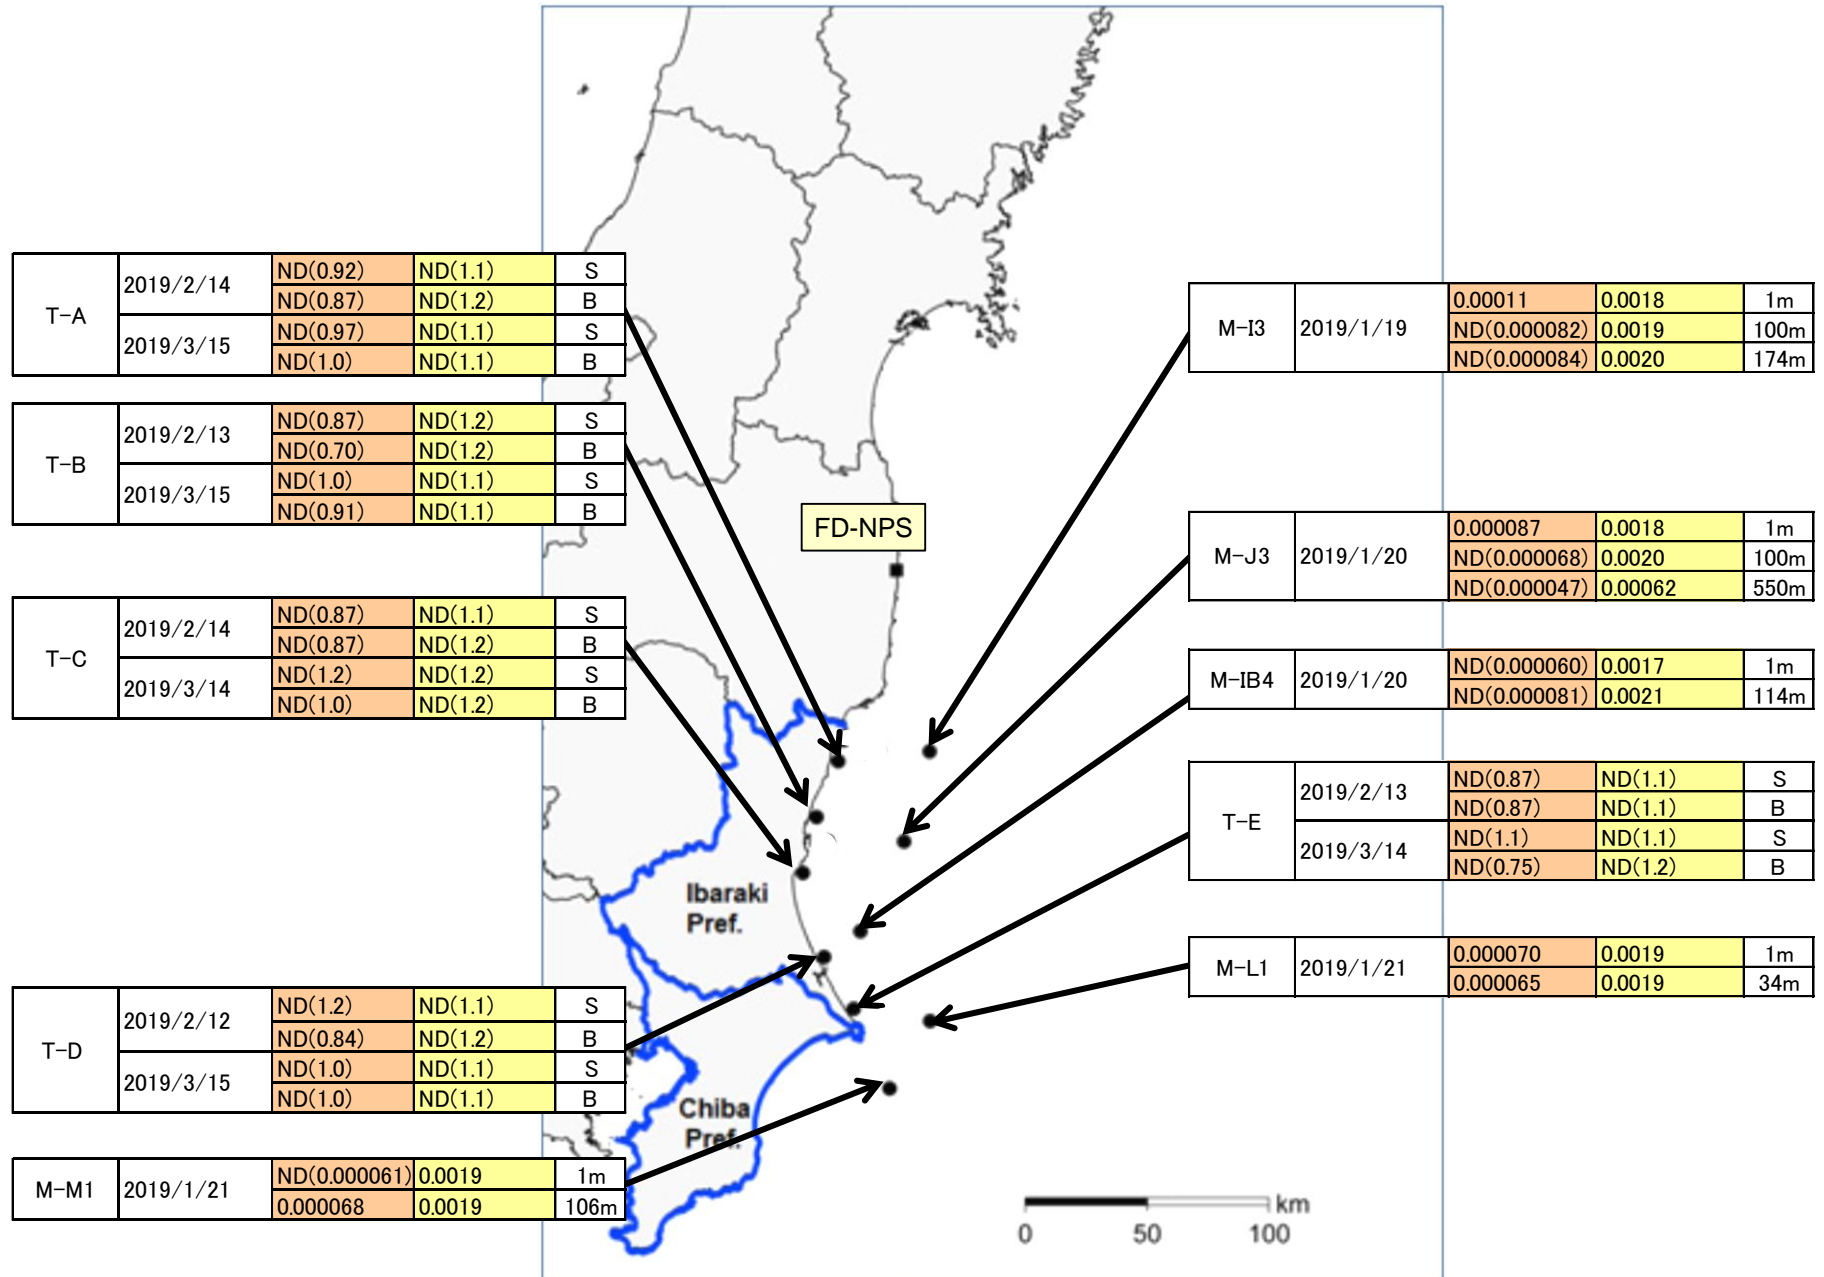 T-A 2019/2/14 ND(0.92) ND(1.1) S
ND(0.87) ND(1.2) B
2019/3/15 ND(0.97) ND(1.1) S
ND(1.0) ND(1.1) B
T-B 2019/2/13 ND(0.87) ND(1.2) S
ND(0.70) ND(1.2) B
2019/3/15 ND(1.0) ND(1.1) S
ND(0.91) ND(1.1) B
T-C 2019/2/14 ND(0.87) ND(1.1) S
ND(0.87) ND(1.2) B
2019/3/14 ND(1.2) ND(1.2) S
ND(1.0) ND(1.2) B
T-D 2019/2/12 ND(1.2) ND(1.1) S
ND(0.84) ND(1.2) B
2019/3/15 ND(1.0) ND(1.1) S
ND(1.0) ND(1.1) B
M-M1 2019/1/21 ND(0.000061) 0.0019 1m
0.000068 0.0019 106m
FD-NPS
Ibaraki
Pref.
Chiba
Pref.
M-I3 2019/1/19 0.00011 0.0018 1m
ND(0.000082) 0.0019 100m
ND(0.000084) 0.0020 174m
M-J3 2019/1/20 0.000087 0.0018 1m
ND(0.000068) 0.0020 100m
ND(0.000047) 0.00062 550m
M-IB4 2019/1/20 ND(0.000060) 0.0017 1m
ND(0.000081) 0.0021 114m
T-E 2019/2/13 ND(0.87) ND(1.1) S
ND(0.87) ND(1.1) B
2019/3/14 ND(1.1) ND(1.1) S
ND(0.75) ND(1.2) B
M-L1 2019/1/21 0.000070 0.0019 1m
0.000065 0.0019 34m
km
0 50 100